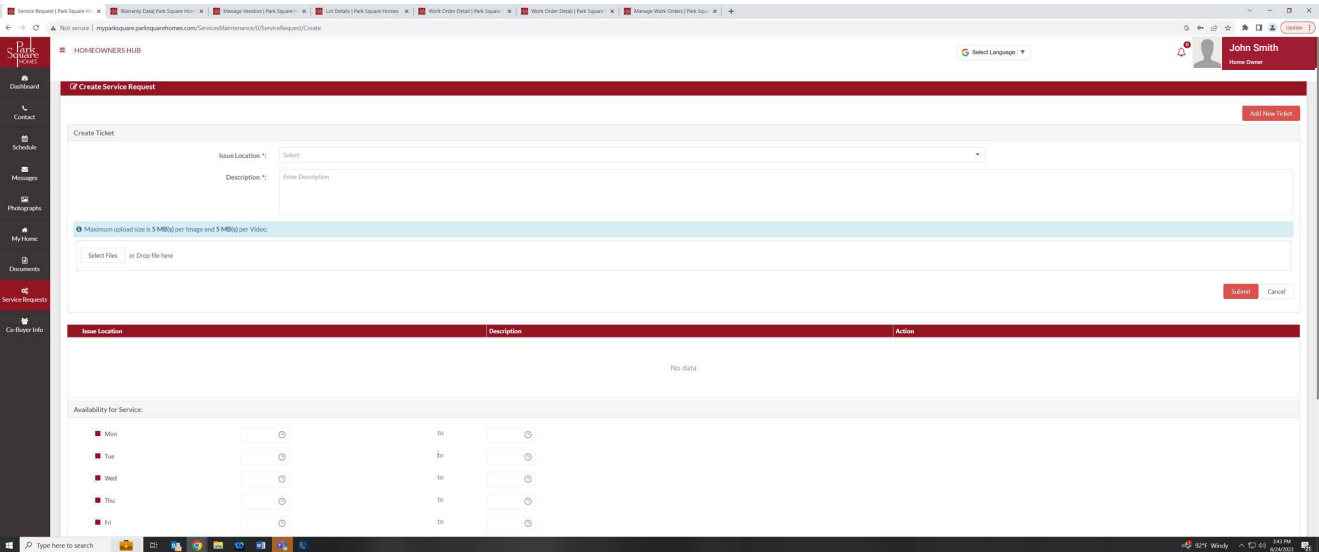 Service Request | Park Square H
Warranty Data| Park Square Hom
Manage Vendors | Park Square H
Lot Details | Park Square Homes
Work Order Detail | Park Square
Work Order Detail | Park Square
Manage Work Orders | Park Squ
Not secure | myparksquare.parksquarehomes.com/ServicesMaintenance/0/ServiceRequest/Create
Update
Park Square HOMES
HOMEOWNERS HUB
Select Language ▼
0
John Smith
Home Owner
Dashboard
Contact
Schedule
Messages
Photographs
My Home
Documents
Service Requests
Co-Buyer Info
Create Service Request
Add New Ticket
Create Ticket
Issue Location *:
Select
Description *:
Enter Description
Maximum upload size is 5 MB(s) per Image and 5 MB(s) per Video.
Select Files or Drop file here
Submit Cancel
Issue Location Description Action
No data
Availability for Service:
Mon to
Tue to
Wed to
Thu to
Fri to
Type here to search
92°F Windy
3:43 PM
8/24/2023
21